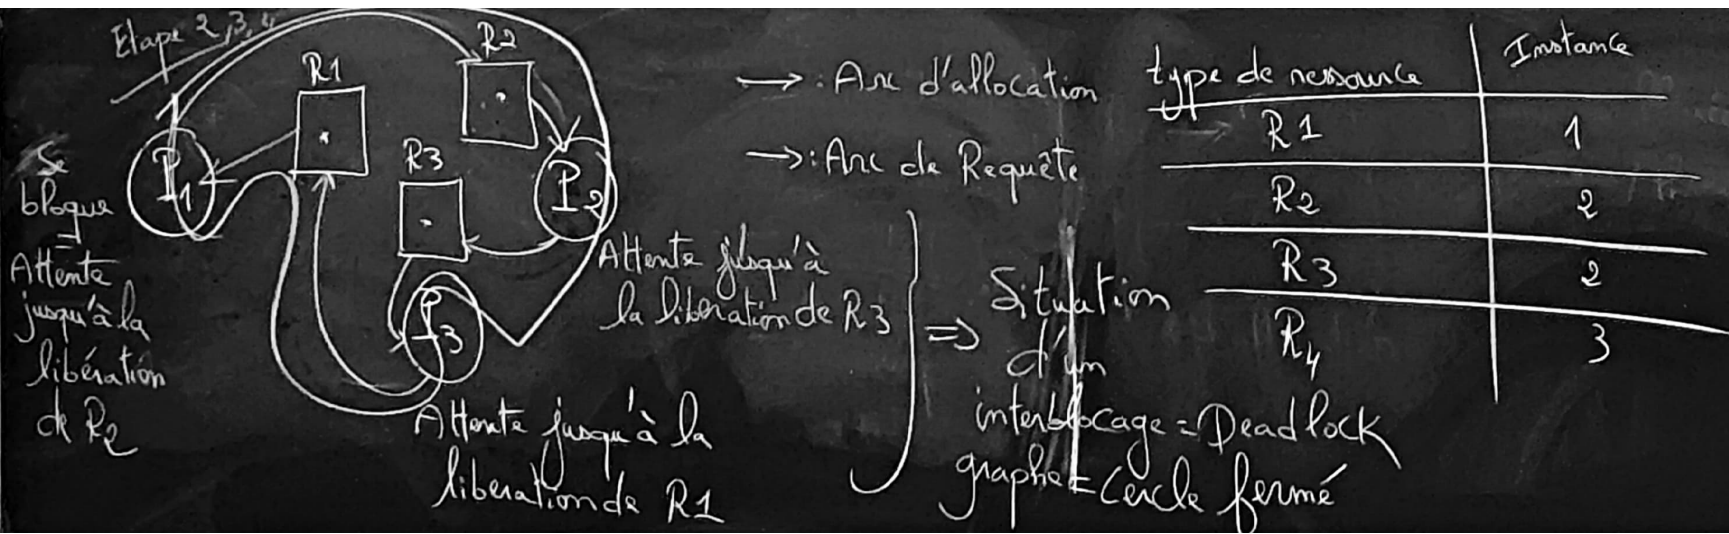 Etape 2,3,4
R1
R2
R3
P1
P2
P3
Se
bloque
Attente
jusqu'à la
libération
de R2
Attente jusqu'à
la libération de R3
Attente jusqu'à la
libération de R1
→ : Arc d'allocation
→ : Arc de Requête
⇒ Situation
d'un
interblocage = Deadlock
graphe = Cercle fermé
type de ressource Instance
R1 1
R2 2
R3 2
R4 3